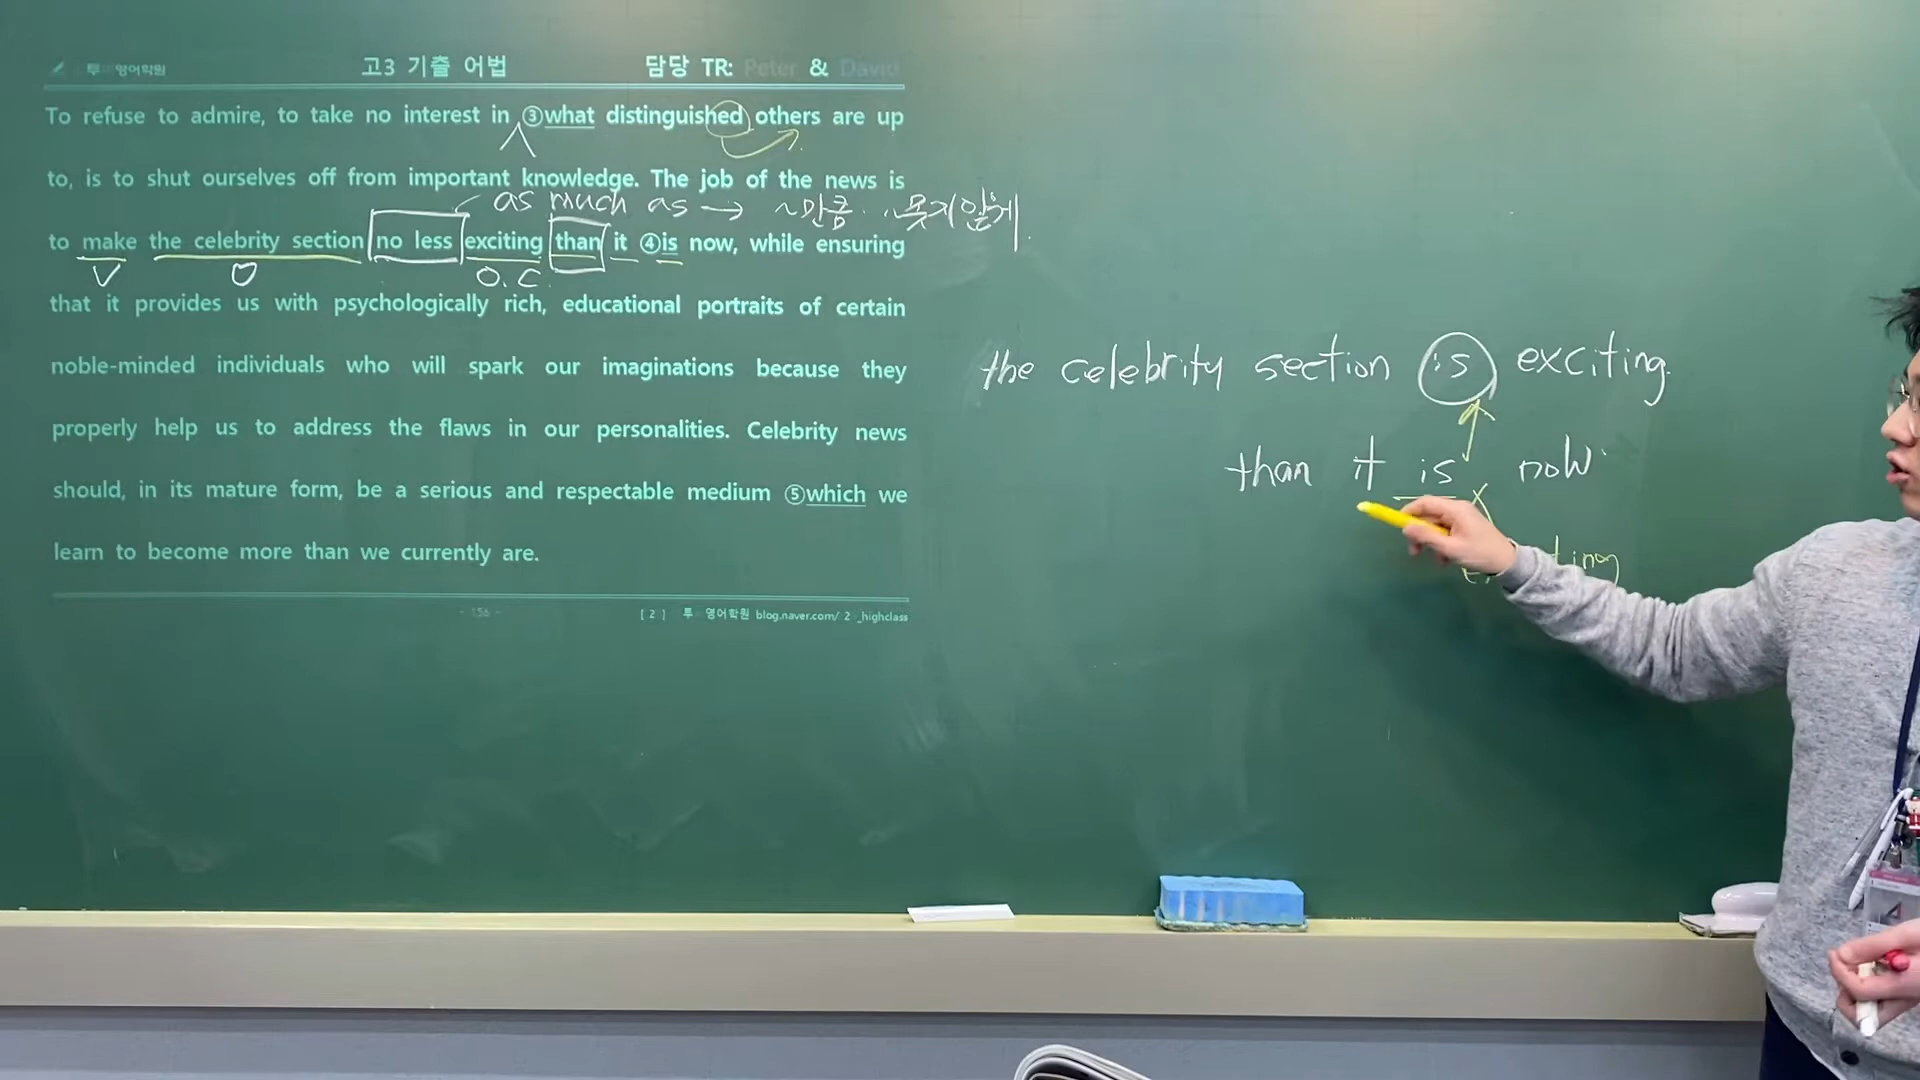 투 영어학원 고3 기출 어법 담당 TR: Peter & David
To refuse to admire, to take no interest in ③what distinguished others are up
to, is to shut ourselves off from important knowledge. The job of the news is
as much as → ~만큼 ~못지않게
to make the celebrity section no less exciting than it ④is now, while ensuring
V O O.C
that it provides us with psychologically rich, educational portraits of certain
noble-minded individuals who will spark our imaginations because they
properly help us to address the flaws in our personalities. Celebrity news
should, in its mature form, be a serious and respectable medium ⑤which we
learn to become more than we currently are.
- 156 - [ 2 ] 투 영어학원 blog.naver.com/ 2 _highclass
the celebrity section is exciting.
than it is now.